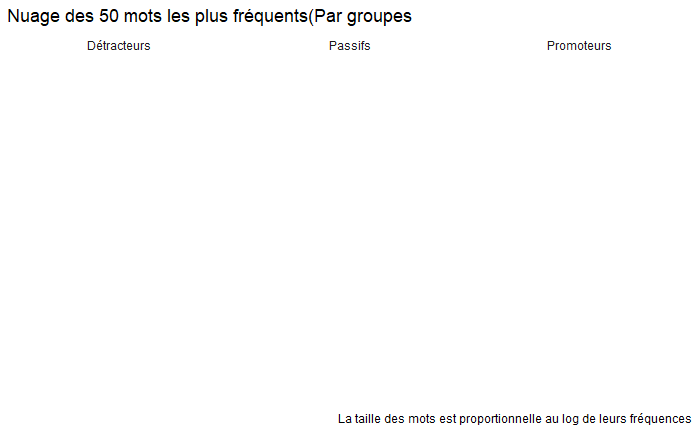 Nuage des 50 mots les plus fréquents(Par groupes
Détracteurs Passifs Promoteurs
La taille des mots est proportionnelle au log de leurs fréquences